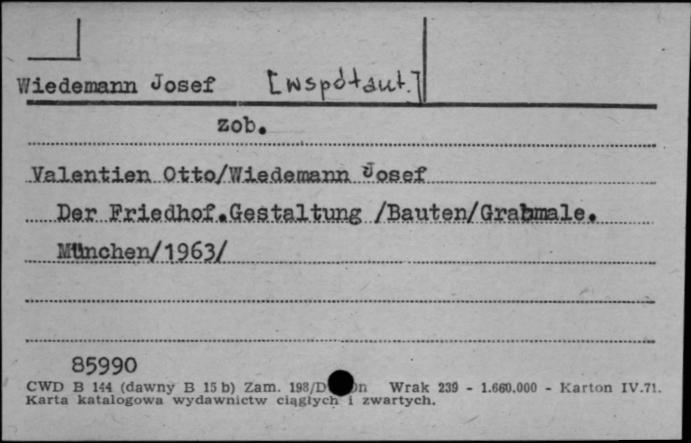 Wiedemann Josef [współaut.]
zob.
Valentien Otto/Wiedemann Josef
Der Friedhof.Gestaltung /Bauten/Grabmale.
München/1963/
85990
CWD B 144 (dawny B 15 b) Zam. 198/D Wrak 239 - 1.660.000 - Karton IV.71.
Karta katalogowa wydawnictw ciągłych i zwartych.